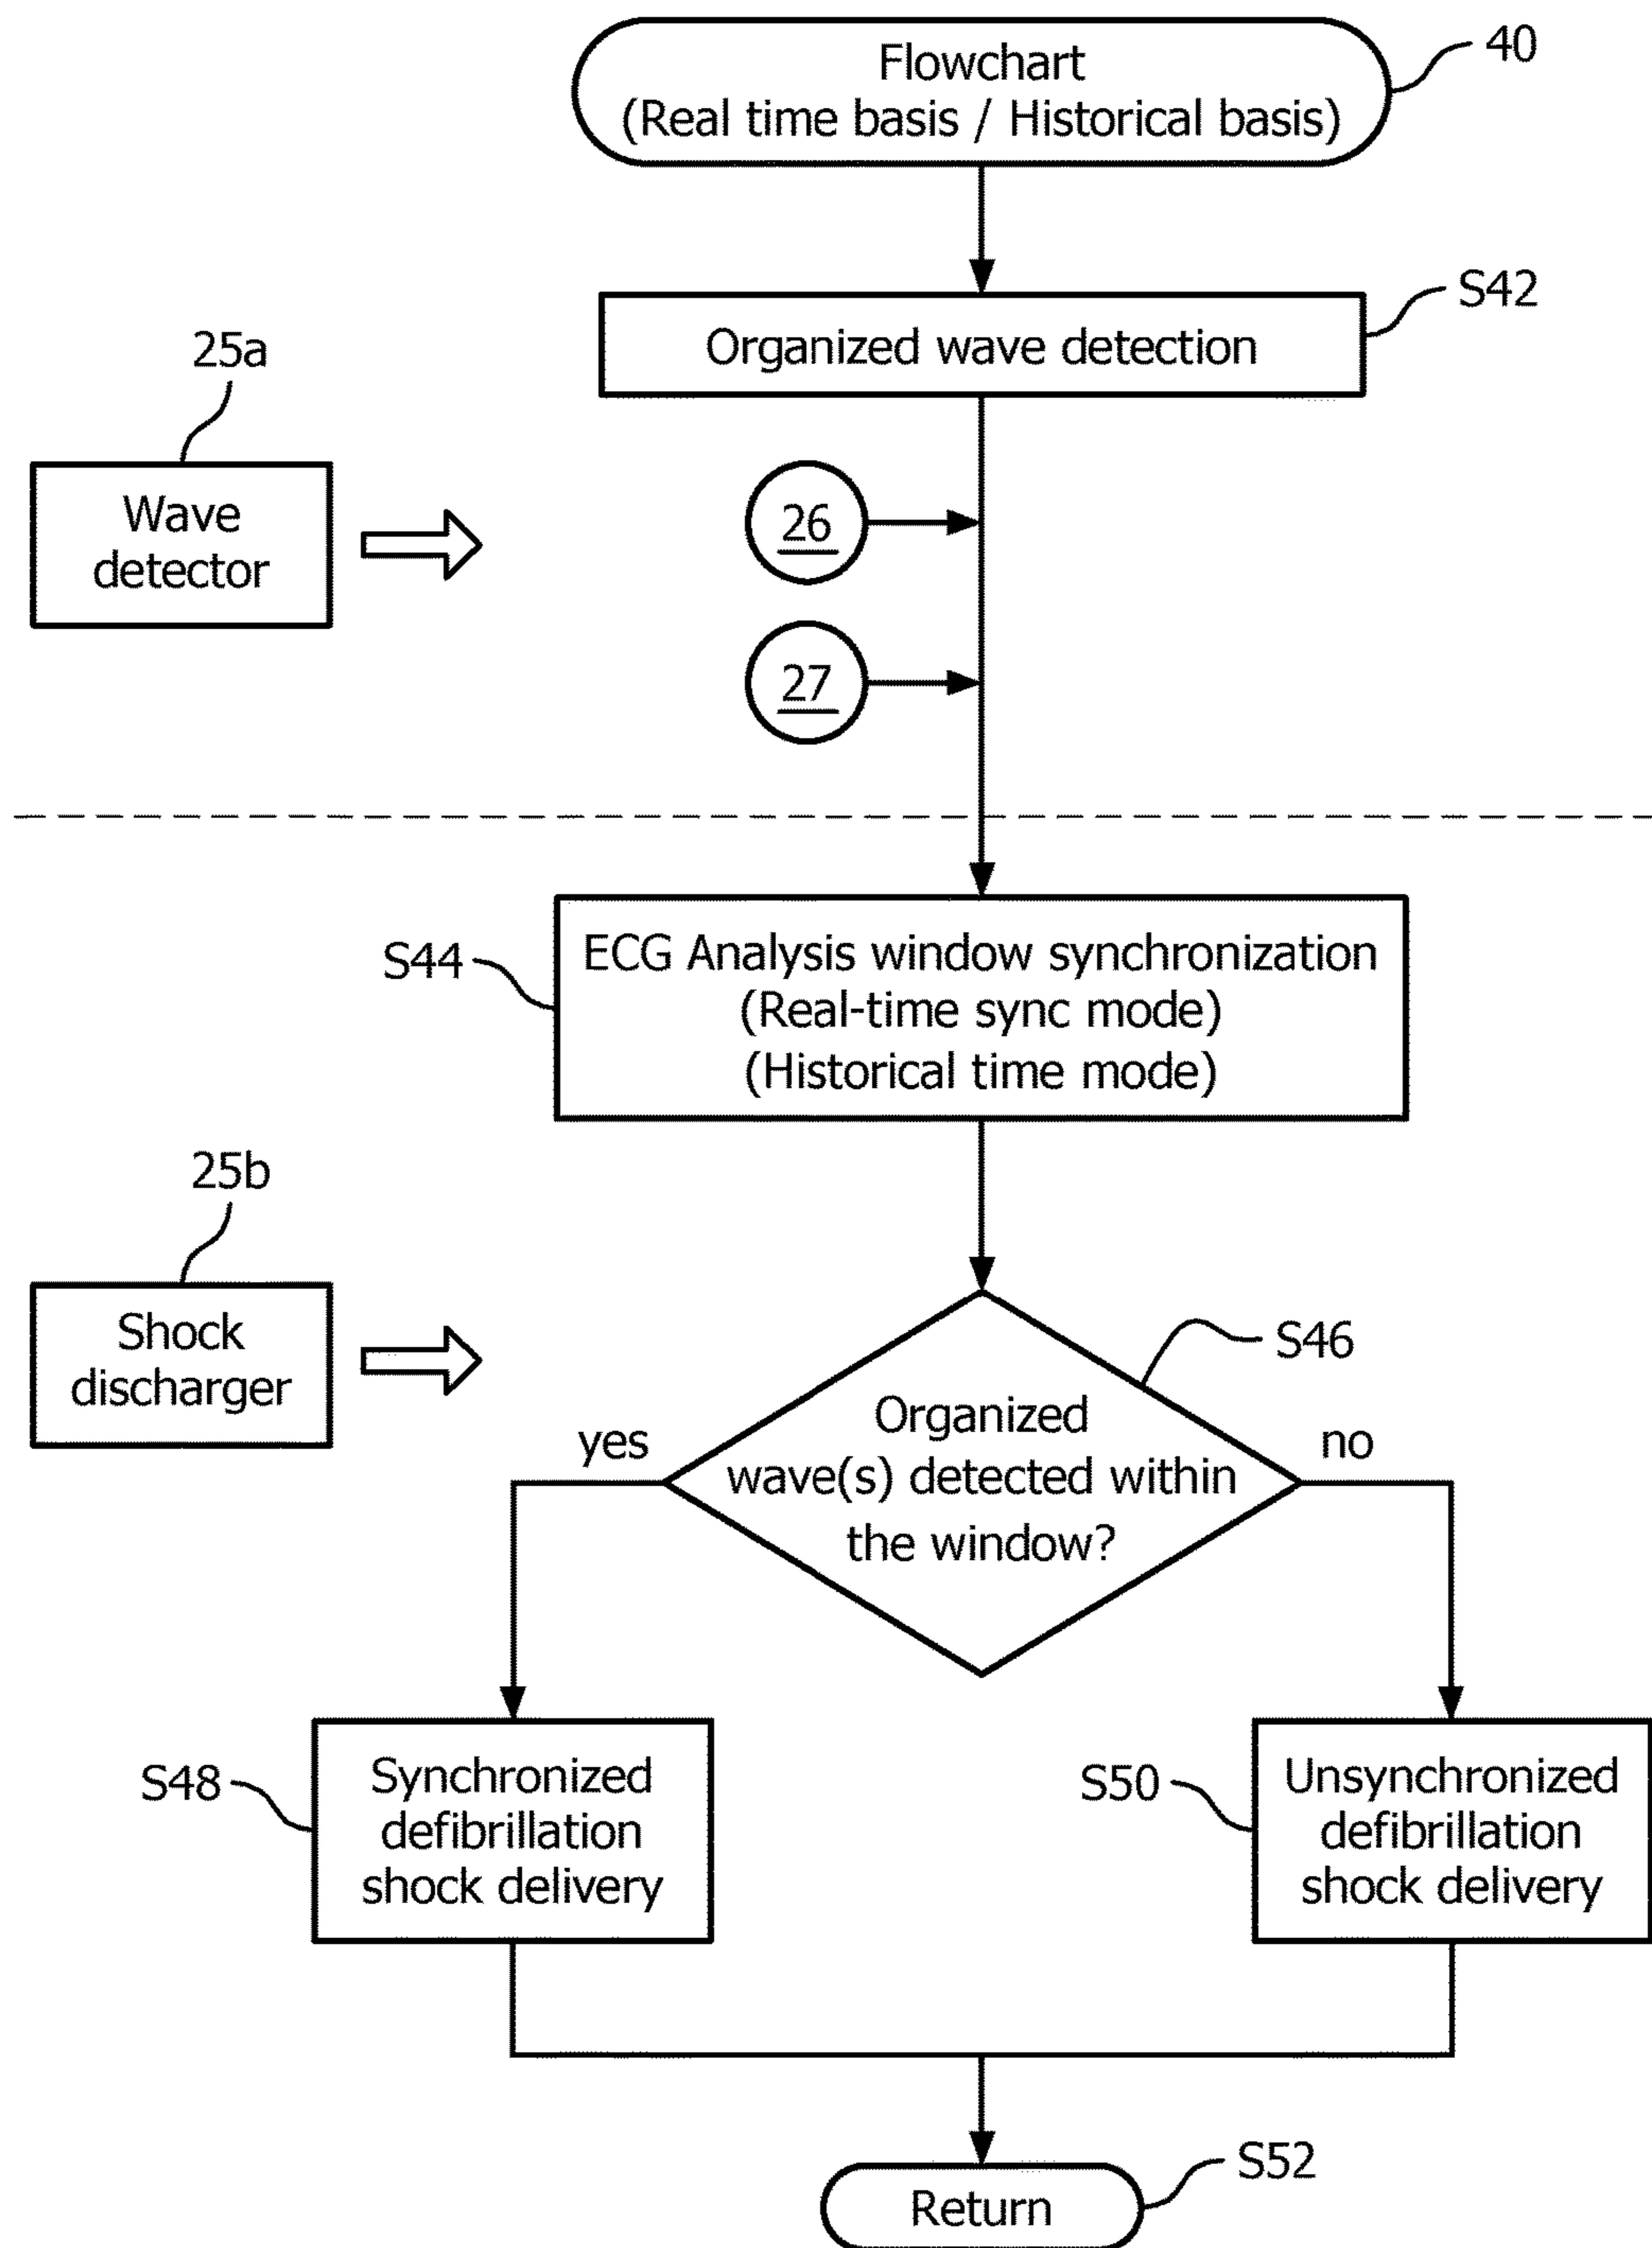 Flowchart
(Real time basis / Historical basis)
40
S42
Organized wave detection
25a
Wave
detector
26
27
S44
ECG Analysis window synchronization
(Real-time sync mode)
(Historical time mode)
25b
Shock
discharger
S46
Organized
wave(s) detected within
the window?
yes
no
S48
Synchronized
defibrillation
shock delivery
S50
Unsynchronized
defibrillation
shock delivery
S52
Return